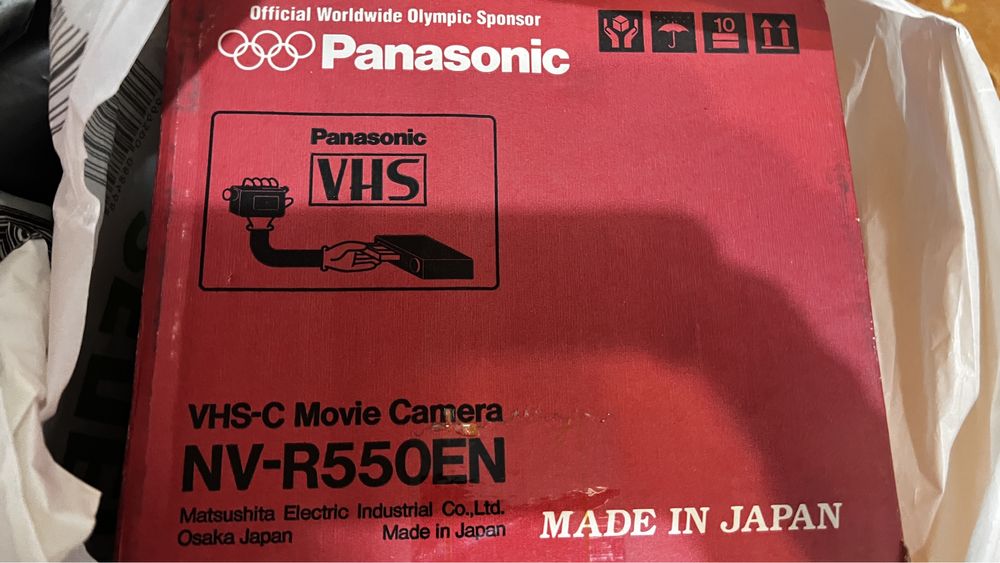 Official Worldwide Olympic Sponsor
Panasonic
10
Panasonic
VHS
VHS-C Movie Camera
NV-R550EN
Matsushita Electric Industrial Co.,Ltd.
Osaka Japan
Made in Japan
MADE IN JAPAN